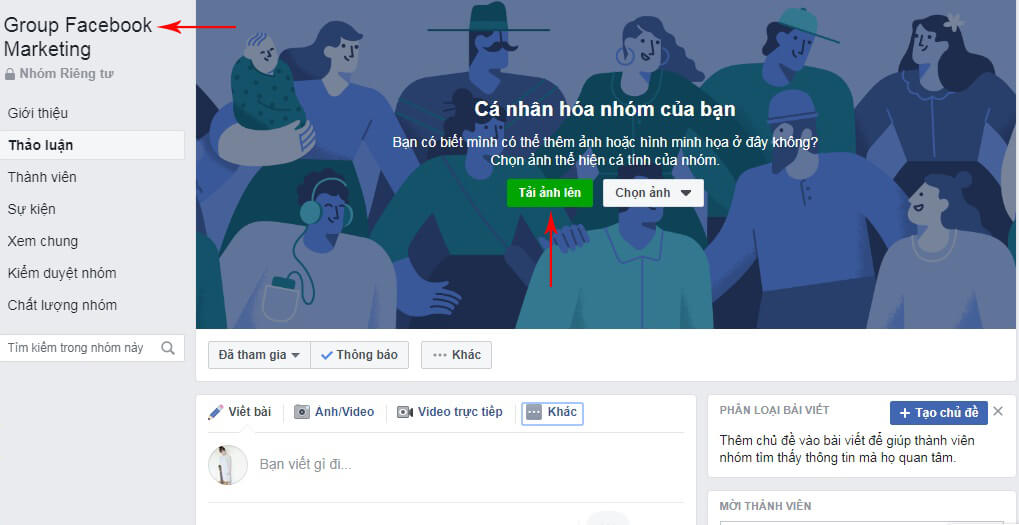 Group Facebook
Marketing
Nhóm Riêng tư
Giới thiệu
Thảo luận
Thành viên
Sự kiện
Xem chung
Kiểm duyệt nhóm
Chất lượng nhóm
Tìm kiếm trong nhóm này
Cá nhân hóa nhóm của bạn
Bạn có biết mình có thể thêm ảnh hoặc hình minh họa ở đây không?
Chọn ảnh thể hiện cá tính của nhóm.
Tải ảnh lên
Chọn ảnh
Đã tham gia
Thông báo
Khác
Viết bài
Ảnh/Video
Video trực tiếp
Khác
Bạn viết gì đi...
PHÂN LOẠI BÀI VIẾT
+ Tạo chủ đề
Thêm chủ đề vào bài viết để giúp thành viên
nhóm tìm thấy thông tin mà họ quan tâm.
MỜI THÀNH VIÊN